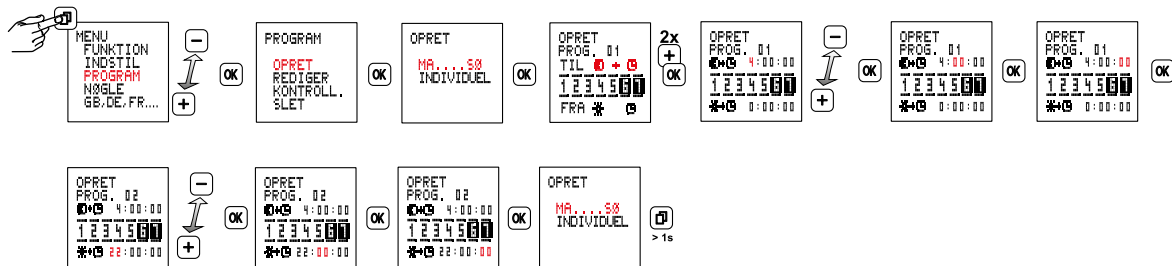 MENU
FUNKTION
INDSTIL
PROGRAM
NØGLE
GB,DE,FR....
−
+
OK
PROGRAM
OPRET
REDIGER
KONTROLL.
SLET
OK
OPRET
MA....SØ
INDIVIDUEL
OK
OPRET
PROG. 01
TIL +
1 2 3 4 5 6 7
FRA
2x
+
OK
OPRET
PROG. 01
+ 4:00:00
1 2 3 4 5 6 7
+ 0:00:00
−
+
OK
OPRET
PROG. 01
+ 4:00:00
1 2 3 4 5 6 7
+ 0:00:00
OK
OPRET
PROG. 01
+ 4:00:00
1 2 3 4 5 6 7
+ 0:00:00
OK
OPRET
PROG. 02
+ 4:00:00
1 2 3 4 5 6 7
+ 22:00:00
−
+
OK
OPRET
PROG. 02
+ 4:00:00
1 2 3 4 5 6 7
+ 22:00:00
OK
OPRET
PROG. 02
+ 4:00:00
1 2 3 4 5 6 7
+ 22:00:00
OK
OPRET
MA....SØ
INDIVIDUEL
> 1s